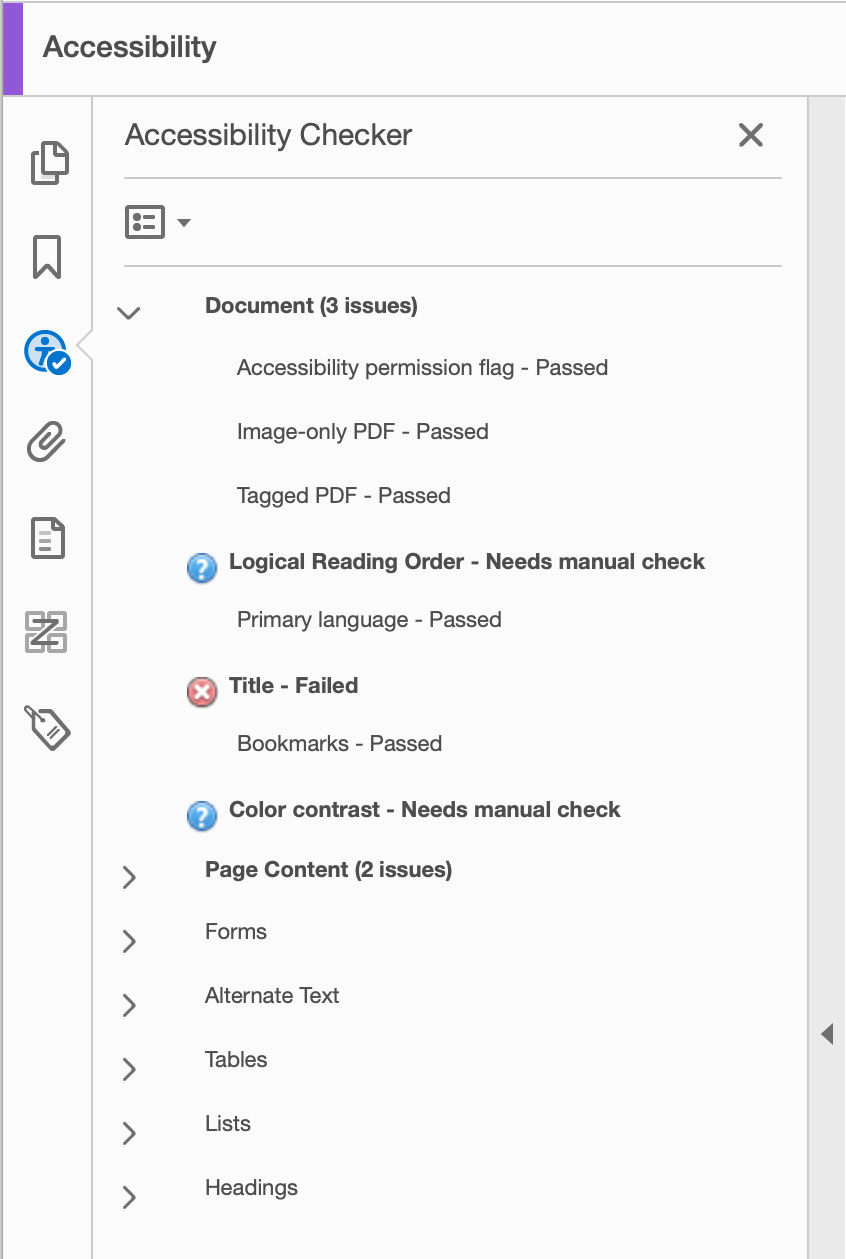 Accessibility
Accessibility Checker
Document (3 issues)
Accessibility permission flag - Passed
Image-only PDF - Passed
Tagged PDF - Passed
Logical Reading Order - Needs manual check
Primary language - Passed
Title - Failed
Bookmarks - Passed
Color contrast - Needs manual check
Page Content (2 issues)
Forms
Alternate Text
Tables
Lists
Headings